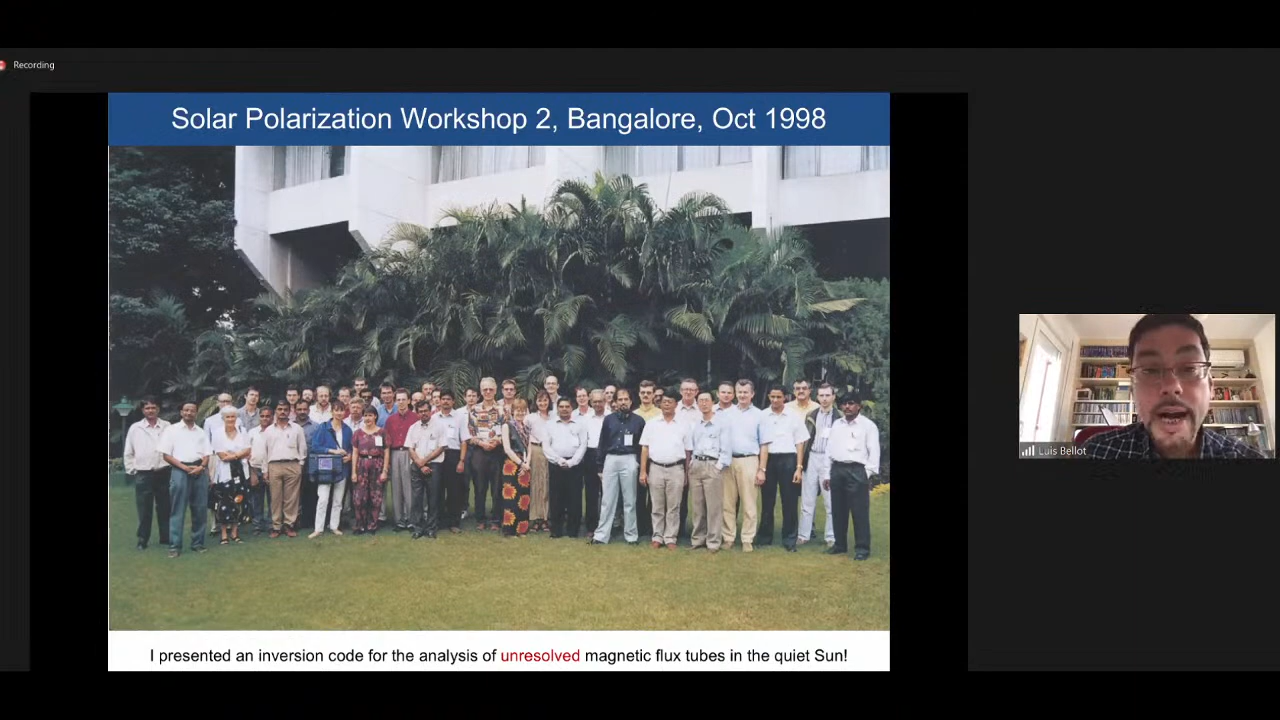 Recording
Solar Polarization Workshop 2, Bangalore, Oct 1998
Luis Bellot
I presented an inversion code for the analysis of unresolved magnetic flux tubes in the quiet Sun!